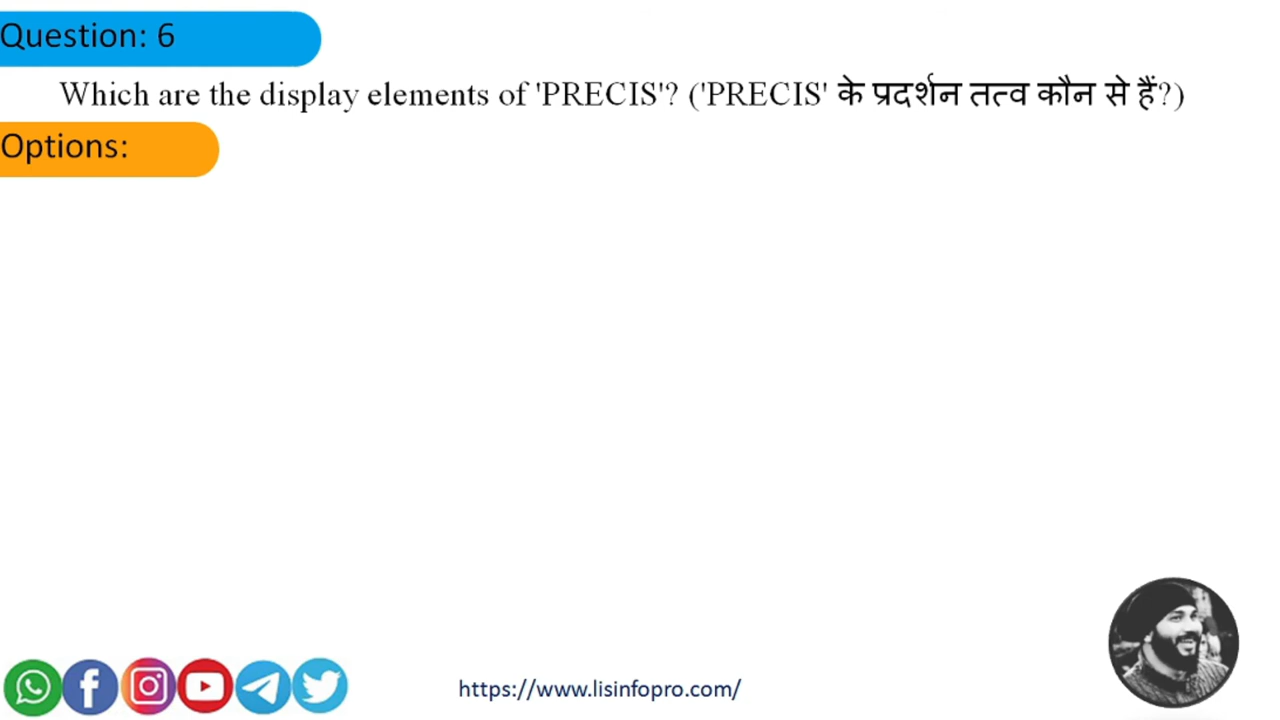 Question: 6
Which are the display elements of 'PRECIS'? ('PRECIS' के प्रदर्शन तत्व कौन से हैं?)
Options:
https://www.lisinfopro.com/